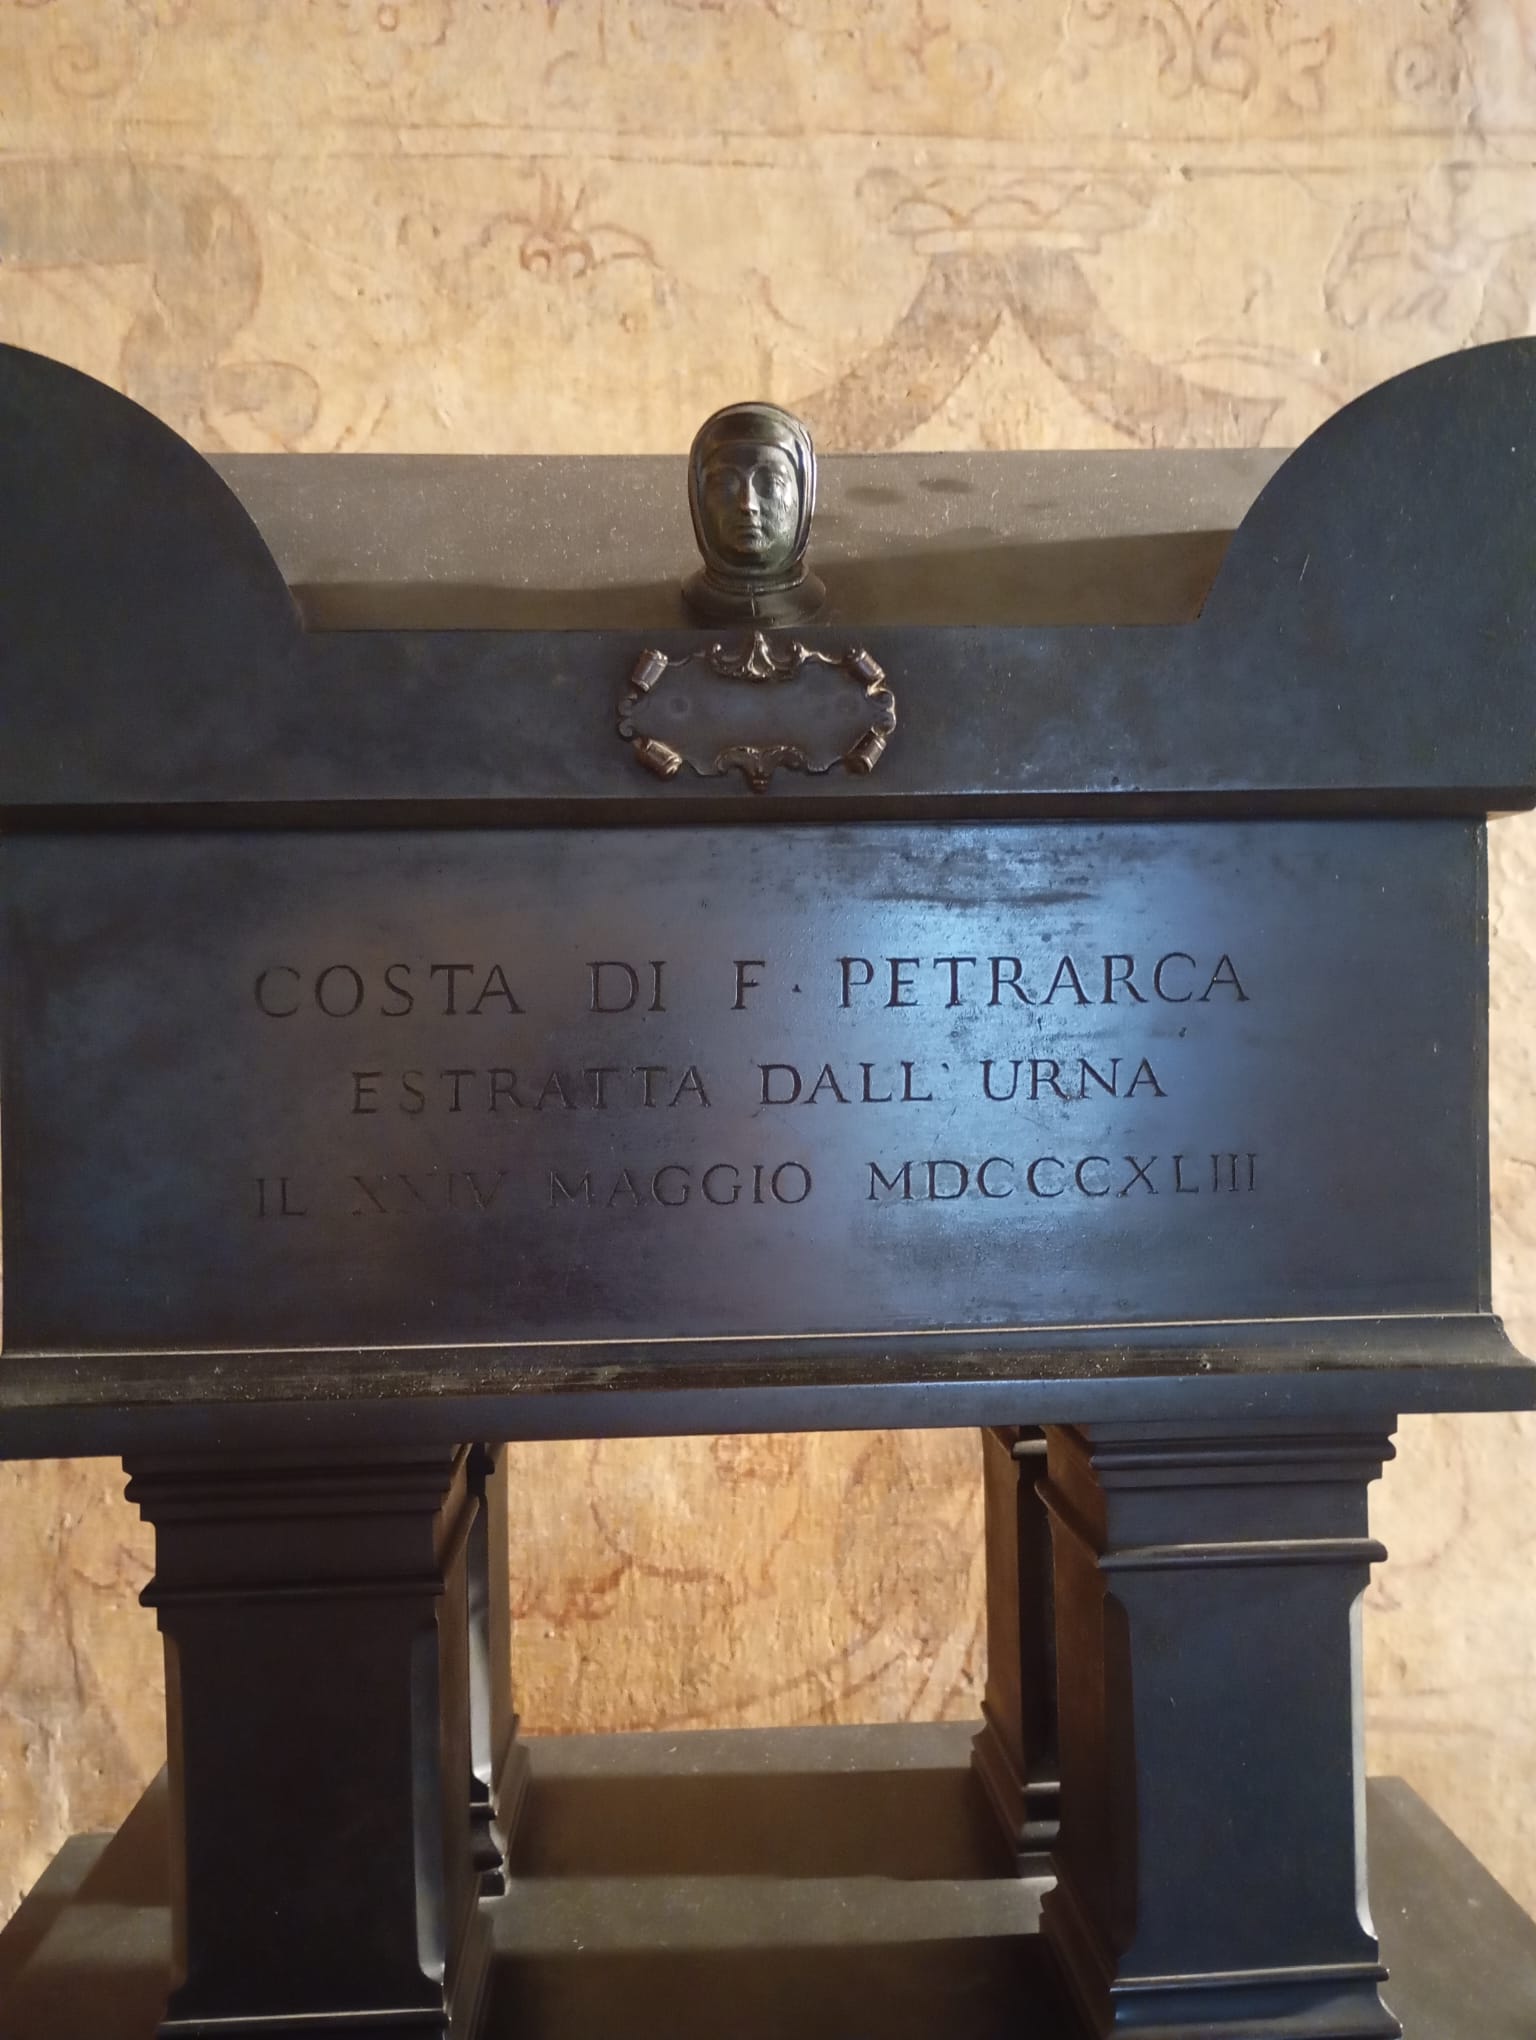 COSTA DI F · PETRARCA
ESTRATTA DALL' URNA
IL XXIV MAGGIO MDCCCXLIII